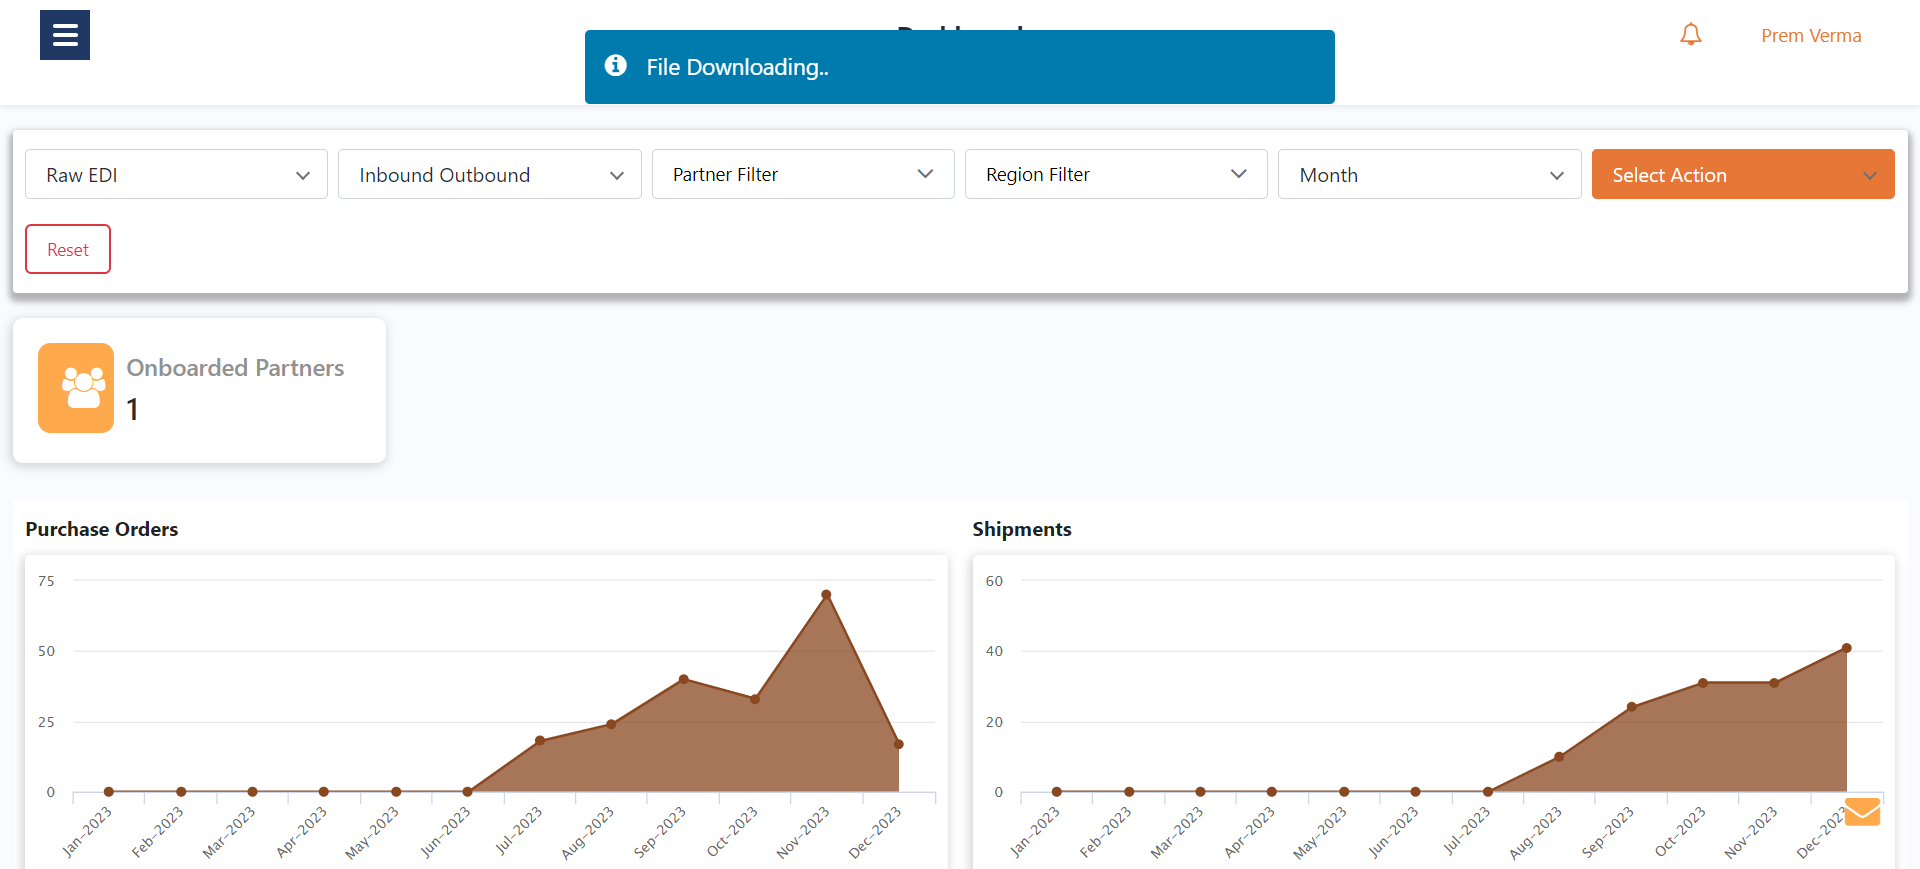 File Downloading..
Prem Verma
Raw EDI
Inbound Outbound
Partner Filter
Region Filter
Month
Select Action
Reset
Onboarded Partners
1
Purchase Orders
75
50
25
0
Jan-2023
Feb-2023
Mar-2023
Apr-2023
May-2023
Jun-2023
Jul-2023
Aug-2023
Sep-2023
Oct-2023
Nov-2023
Dec-2023
Shipments
60
40
20
0
Jan-2023
Feb-2023
Mar-2023
Apr-2023
May-2023
Jun-2023
Jul-2023
Aug-2023
Sep-2023
Oct-2023
Nov-2023
Dec-2023